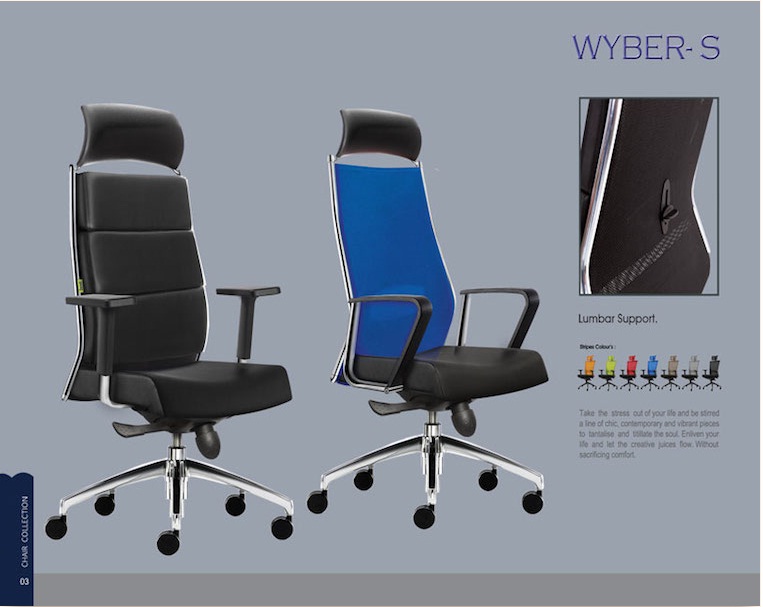 WYBER- S
Lumbar Support.
Stripes Colour's :
Take the stress out of your life and be stirred
a line of chic, contemporary and vibrant pieces
to tantalise and titillate the soul. Enliven your
life and let the creative juices flow. Without
sacrificing comfort.
CHAIR COLLECTION
03